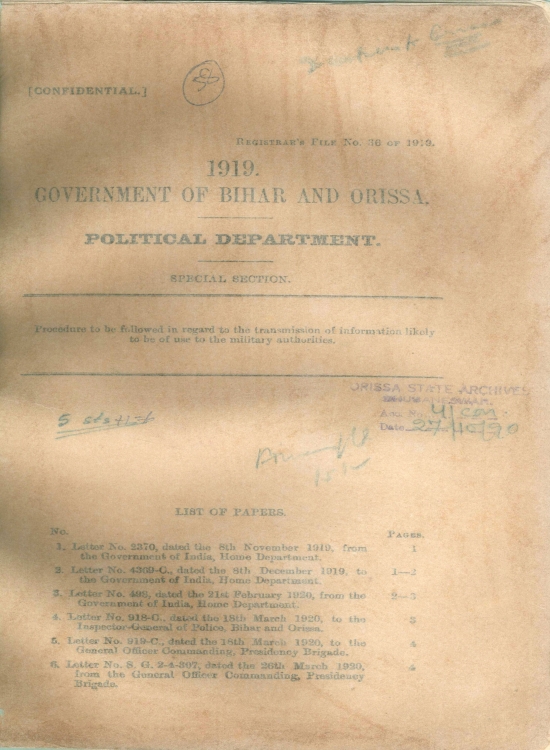 [CONFIDENTIAL.]
REGISTRAR'S FILE No. 36 OF 1919.
1919.
GOVERNMENT OF BIHAR AND ORISSA.
POLITICAL DEPARTMENT.
SPECIAL SECTION.
Procedure to be followed in regard to the transmission of information likely
to be of use to the military authorities.
ORISSA STATE ARCHIVES
BHUBANESWAR.
Acc. No. 4/con.
Date 27/10/90
LIST OF PAPERS.
No. PAGES.
1. Letter No. 2370, dated the 8th November 1919, from 1
the Government of India, Home Department.
2. Letter No. 4369-C., dated the 8th December 1919, to 1—2
the Government of India, Home Department.
3. Letter No. 498, dated the 21st February 1920, from the 2—3
Government of India, Home Department.
4. Letter No. 918-C., dated the 18th March 1920, to the 3
Inspector-General of Police, Bihar and Orissa.
5. Letter No. 919-C., dated the 18th March 1920, to the 4
General Officer Commanding, Presidency Brigade.
6. Letter No. S. G. 2-4-397, dated the 26th March 1920, 4
from the General Officer Commanding, Presidency
Brigade.